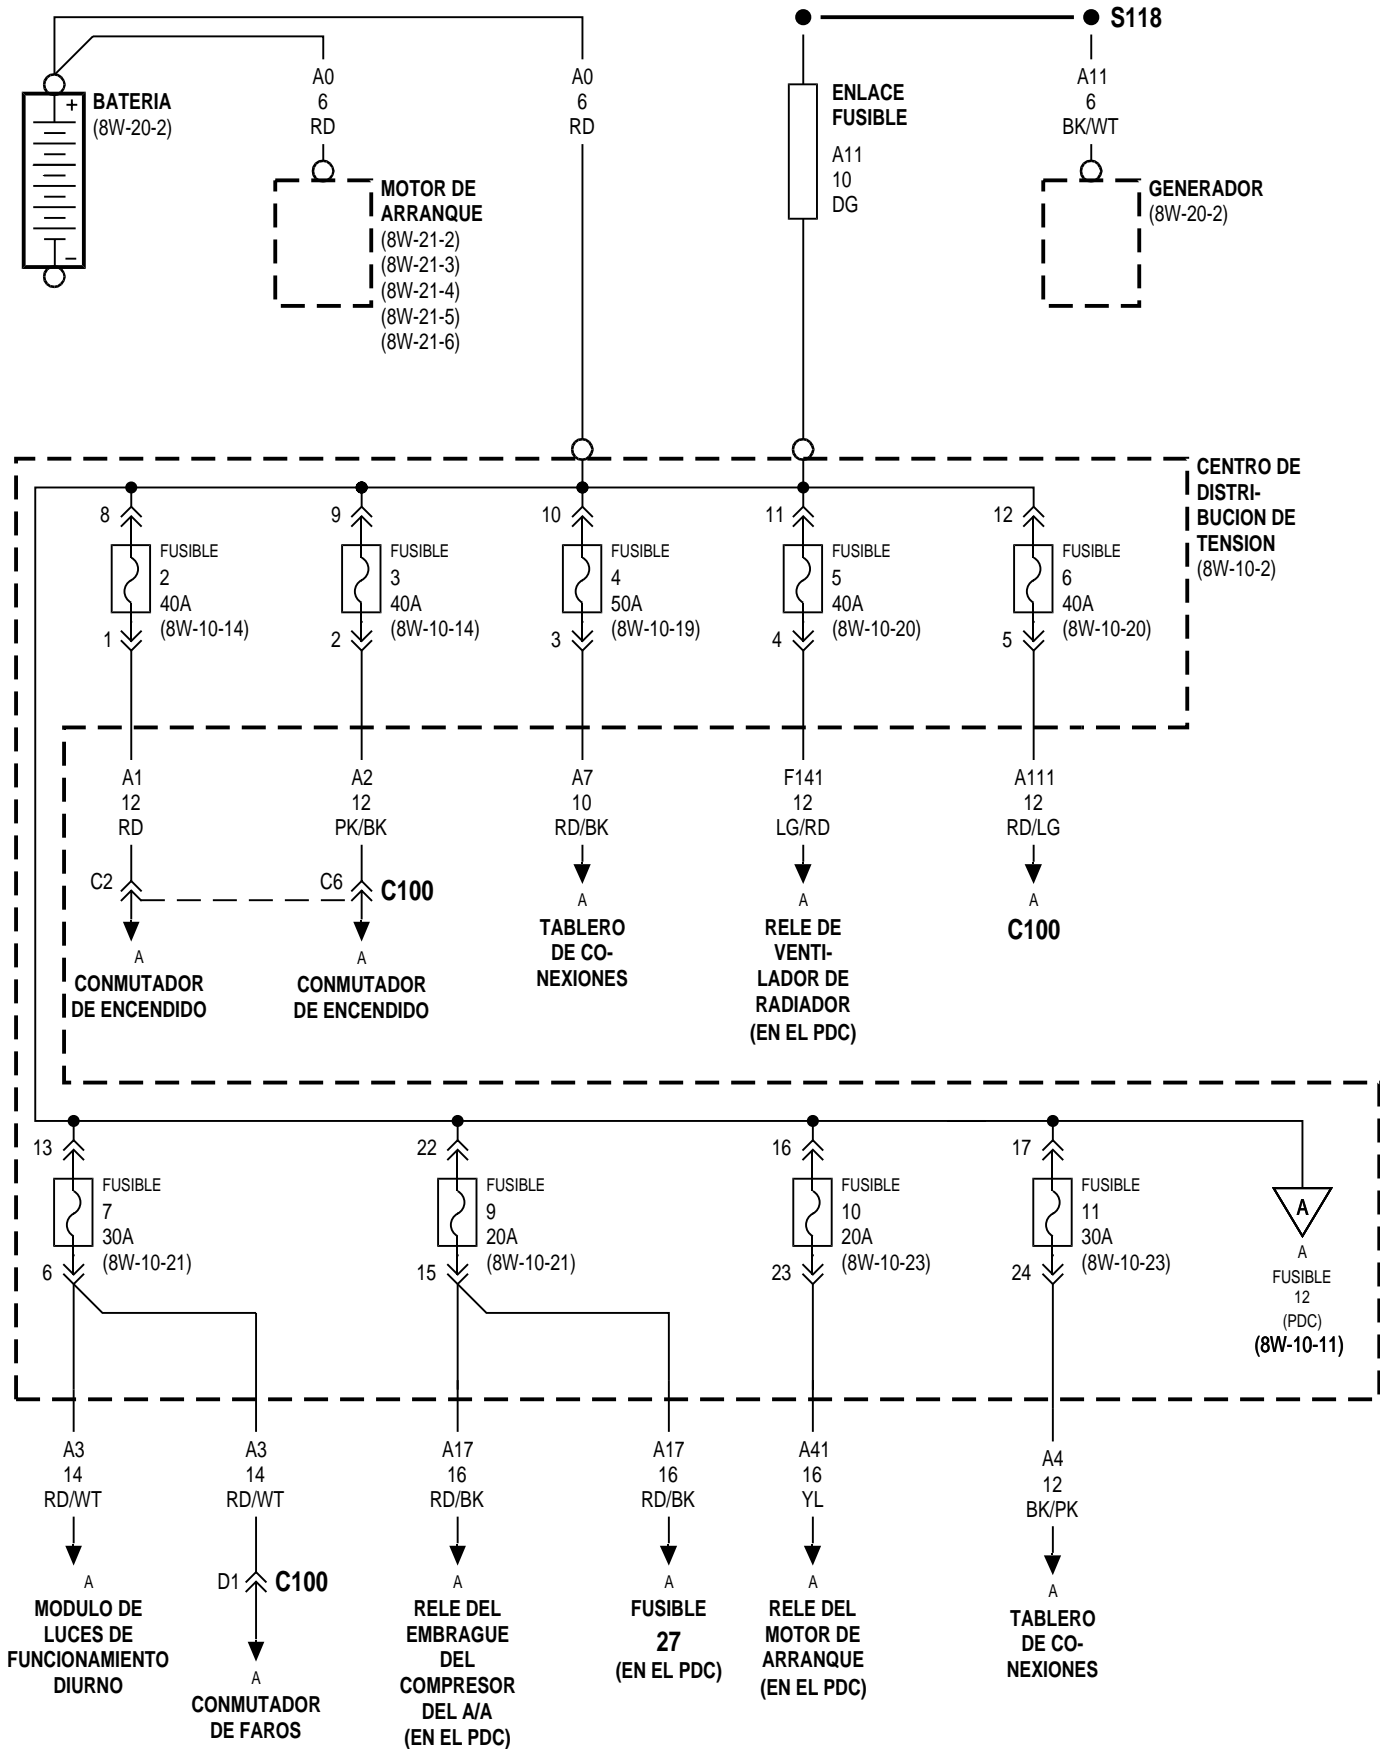 S118
A0
6
RD
A0
6
RD
A11
6
BK/WT
BATERIA
(8W-20-2)
+
–
ENLACE
FUSIBLE
A11
10
DG
MOTOR DE
ARRANQUE
(8W-21-2)
(8W-21-3)
(8W-21-4)
(8W-21-5)
(8W-21-6)
GENERADOR
(8W-20-2)
CENTRO DE
DISTRI-
BUCION DE
TENSION
(8W-10-2)
8
FUSIBLE
2
40A
(8W-10-14)
1
9
FUSIBLE
3
40A
(8W-10-14)
2
10
FUSIBLE
4
50A
(8W-10-19)
3
11
FUSIBLE
5
40A
(8W-10-20)
4
12
FUSIBLE
6
40A
(8W-10-20)
5
A1
12
RD
C2
A
CONMUTADOR
DE ENCENDIDO
A2
12
PK/BK
C6
C100
A
CONMUTADOR
DE ENCENDIDO
A7
10
RD/BK
A
TABLERO
DE CO-
NEXIONES
F141
12
LG/RD
A
RELE DE
VENTI-
LADOR DE
RADIADOR
(EN EL PDC)
A111
12
RD/LG
A
C100
13
FUSIBLE
7
30A
(8W-10-21)
6
22
FUSIBLE
9
20A
(8W-10-21)
15
16
FUSIBLE
10
20A
(8W-10-23)
23
17
FUSIBLE
11
30A
(8W-10-23)
24
A
A
FUSIBLE
12
(PDC)
(8W-10-11)
A3
14
RD/WT
A
MODULO DE
LUCES DE
FUNCIONAMIENTO
DIURNO
A3
14
RD/WT
D1
C100
A
CONMUTADOR
DE FAROS
A17
16
RD/BK
A
RELE DEL
EMBRAGUE
DEL
COMPRESOR
DEL A/A
(EN EL PDC)
A17
16
RD/BK
A
FUSIBLE
27
(EN EL PDC)
A41
16
YL
A
RELE DEL
MOTOR DE
ARRANQUE
(EN EL PDC)
A4
12
BK/PK
A
TABLERO
DE CO-
NEXIONES